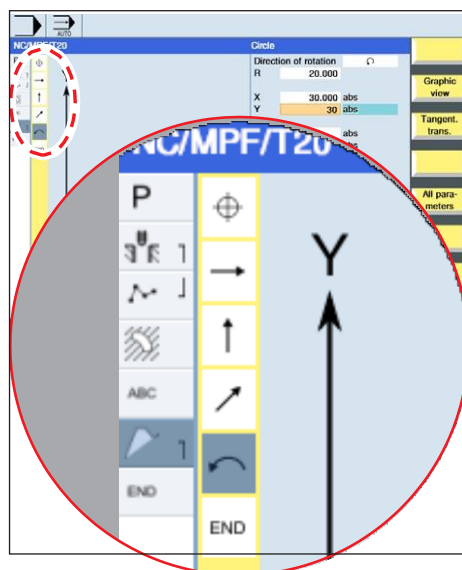 AUTO
NC/MPF/T20
Circle
Direction of rotation
R 20.000
X 30.000 abs
Y 30 abs
abs
Graphic view
Tangent. trans.
All para-
meters
NC/MPF/T20
P
Y
ABC
END
END